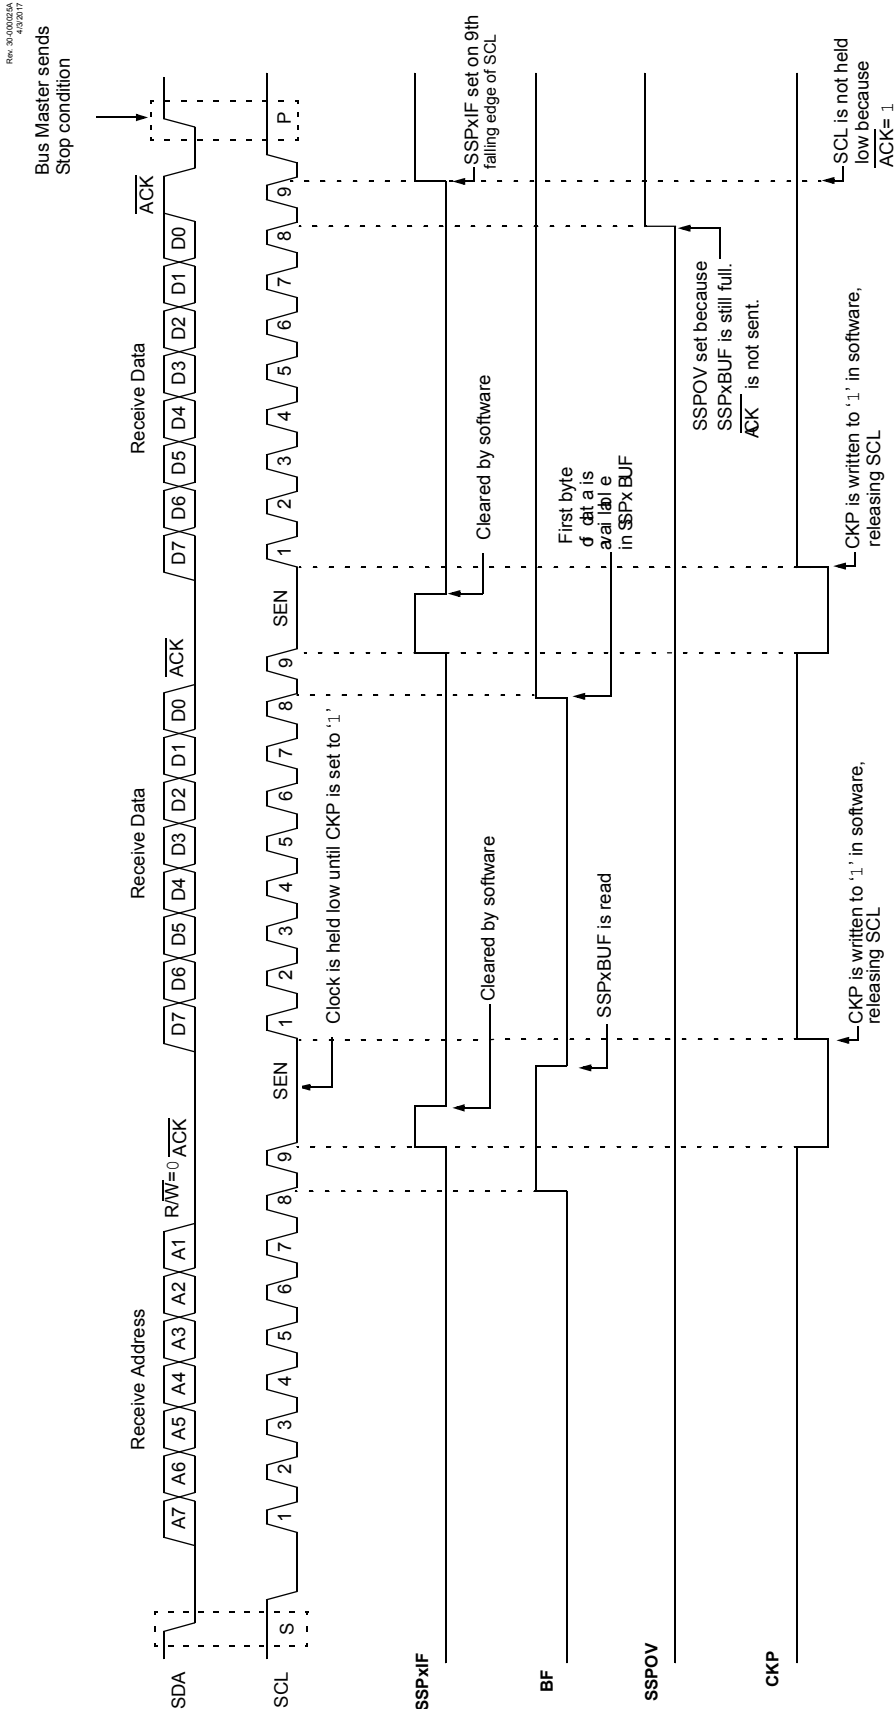 Rev. 30-000025A
4/3/2017
Bus Master sends
Stop condition
Receive Address
Receive Data
Receive Data
ACK
R/W=0 ACK
ACK
SDA
A7 A6 A5 A4 A3 A2 A1
D7 D6 D5 D4 D3 D2 D1 D0
D7 D6 D5 D4 D3 D2 D1 D0
SCL
S
1 2 3 4 5 6 7 8 9
SEN
1 2 3 4 5 6 7 8 9
SEN
1 2 3 4 5 6 7 8 9
P
Clock is held low until CKP is set to ‘1’
SSPxIF
Cleared by software
Cleared by software
SSPxIF set on 9th
falling edge of SCL
BF
SSPxBUF is read
First byte
of data is
available
in SSPxBUF
SSPOV
SSPOV set because
SSPxBUF is still full.
ACK is not sent.
CKP
CKP is written to ‘1’ in software,
releasing SCL
CKP is written to ‘1’ in software,
releasing SCL
SCL is not held
low because
ACK= 1